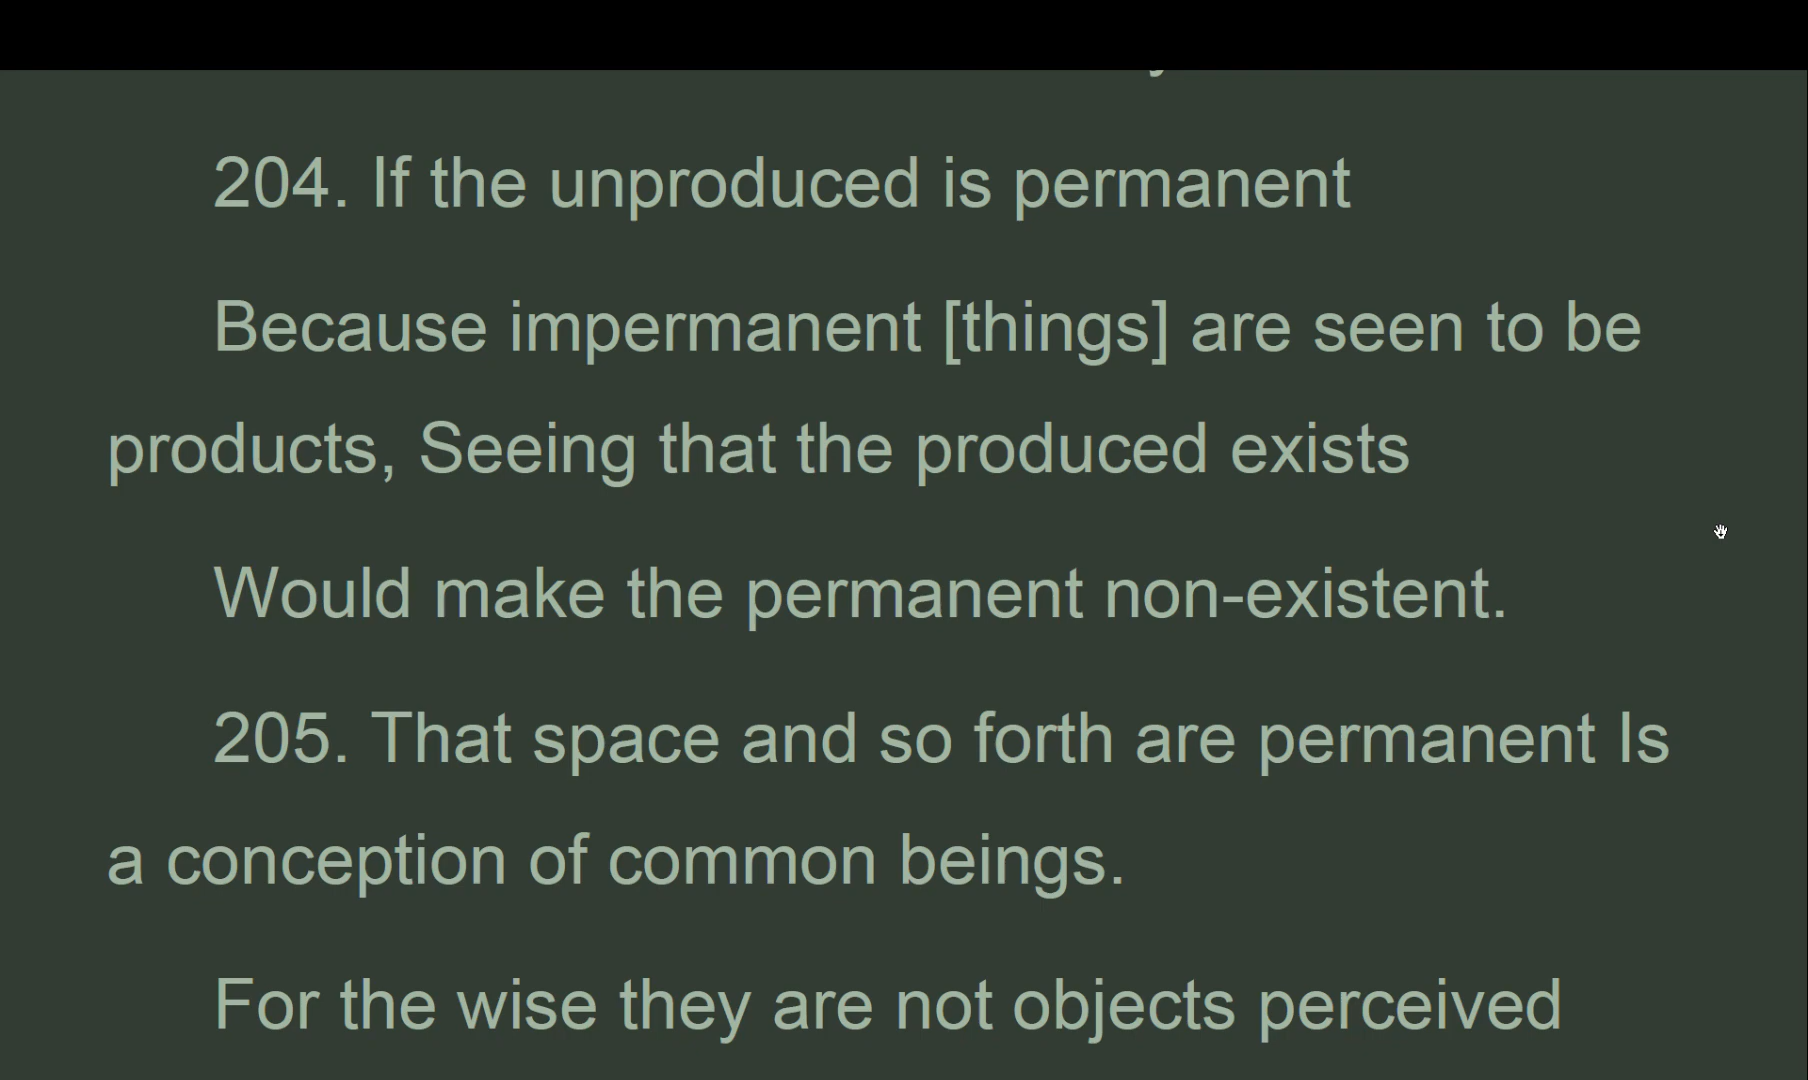 204. If the unproduced is permanent
Because impermanent [things] are seen to be
products, Seeing that the produced exists
Would make the permanent non-existent.
205. That space and so forth are permanent Is
a conception of common beings.
For the wise they are not objects perceived